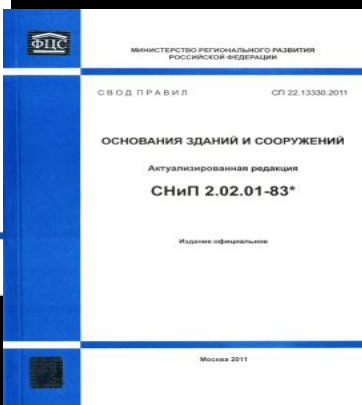 ФЦС
МИНИСТЕРСТВО РЕГИОНАЛЬНОГО РАЗВИТИЯ
РОССИЙСКОЙ ФЕДЕРАЦИИ
СВОД ПРАВИЛ СП 22.13330.2011
ОСНОВАНИЯ ЗДАНИЙ И СООРУЖЕНИЙ
Актуализированная редакция
СНиП 2.02.01-83*
Издание официальное
Москва 2011